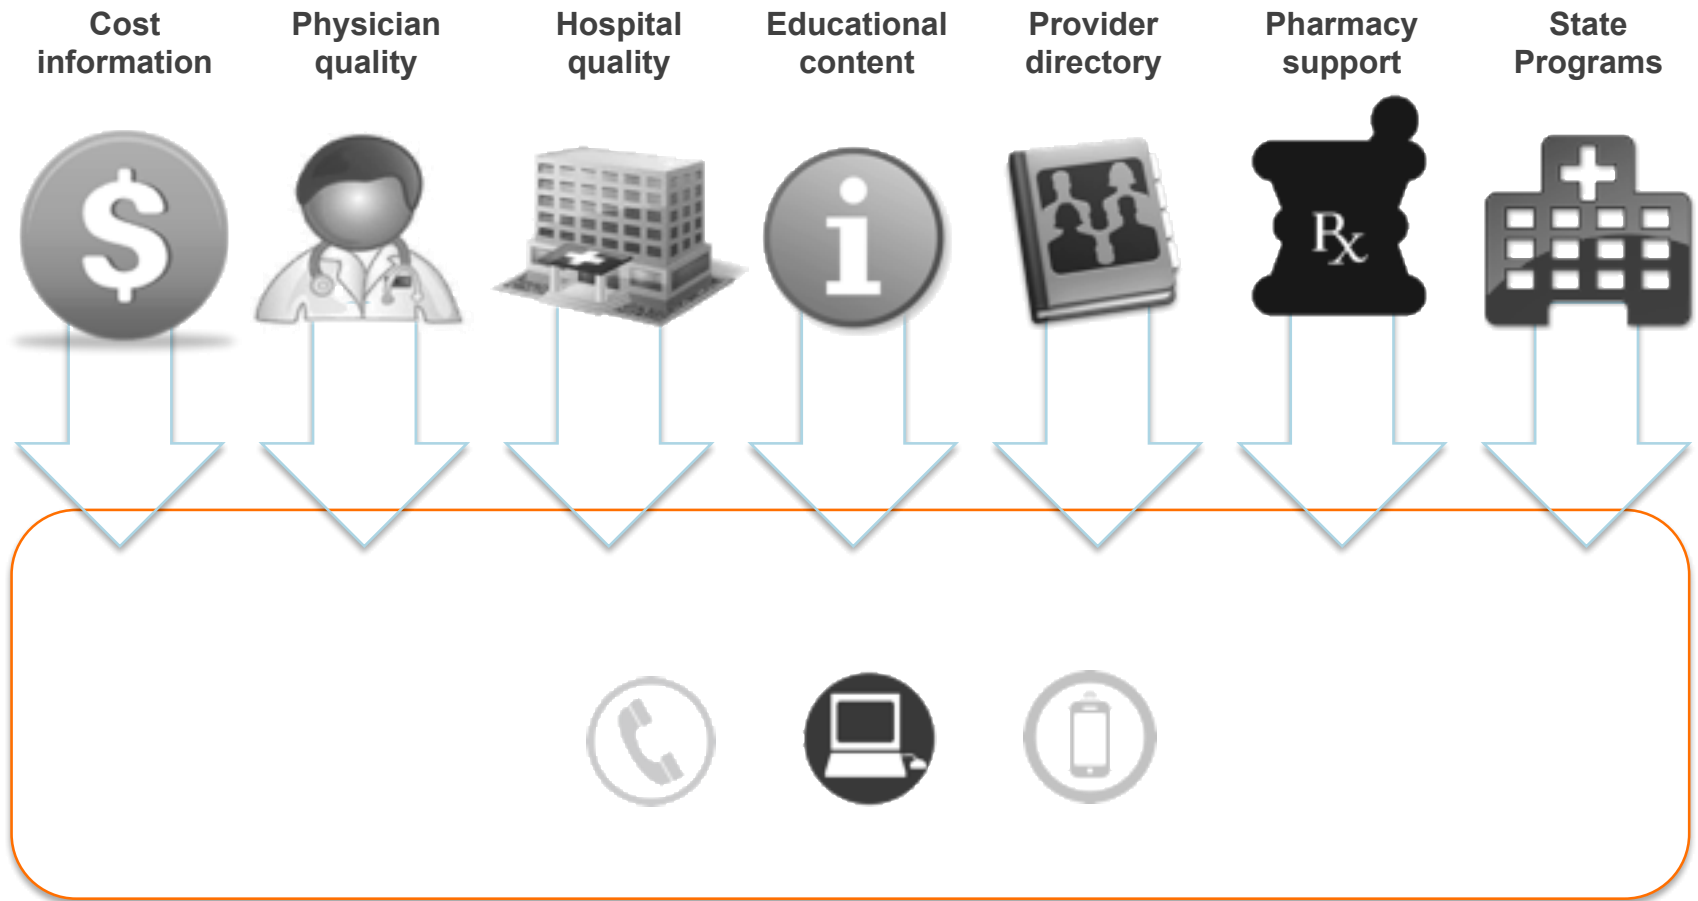 Cost
information
Physician
quality
Hospital
quality
Educational
content
Provider
directory
Pharmacy
support
State
Programs
$
i
Rx